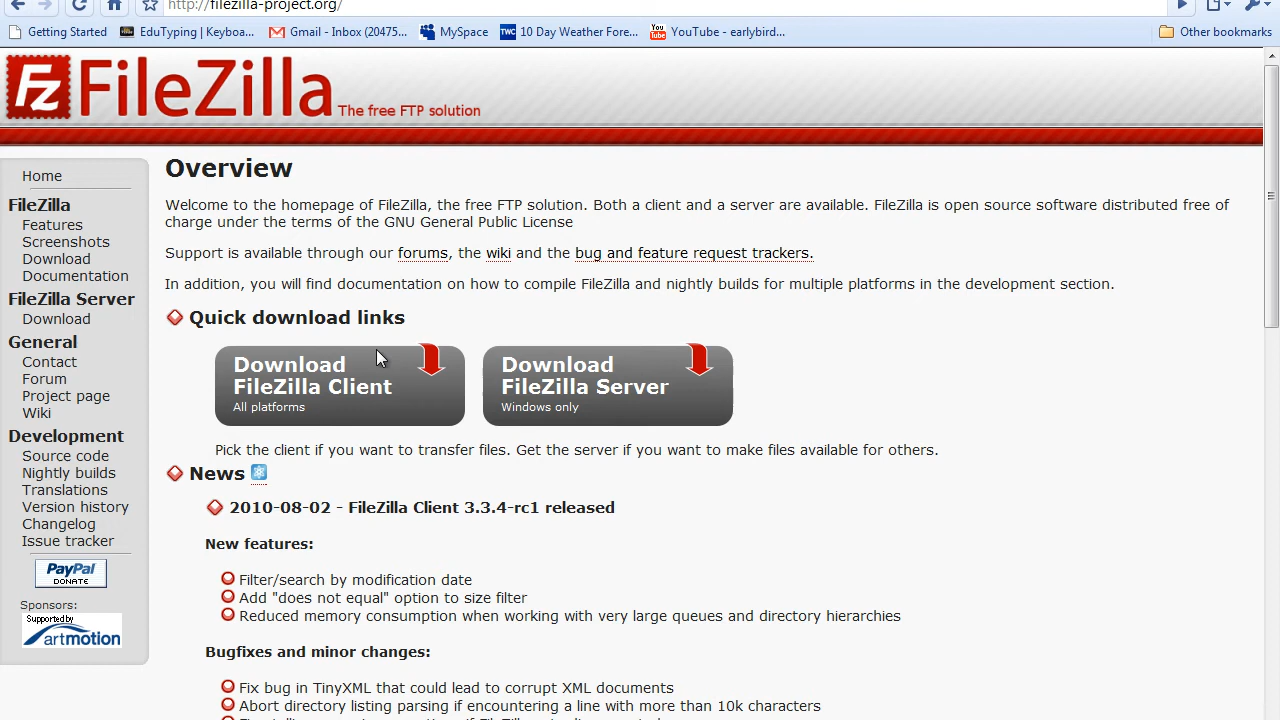 http://filezilla-project.org/
Getting Started EduTyping | Keyboa... Gmail - Inbox (20475... MySpace TWC 10 Day Weather Fore... You Tube YouTube - earlybird... Other bookmarks
Fz FileZilla The free FTP solution
Home
FileZilla
Features
Screenshots
Download
Documentation
FileZilla Server
Download
General
Contact
Forum
Project page
Wiki
Development
Source code
Nightly builds
Translations
Version history
Changelog
Issue tracker
PayPal
DONATE
Sponsors:
Supported by
artmotion
Overview
Welcome to the homepage of FileZilla, the free FTP solution. Both a client and a server are available. FileZilla is open source software distributed free of
charge under the terms of the GNU General Public License
Support is available through our forums, the wiki and the bug and feature request trackers.
In addition, you will find documentation on how to compile FileZilla and nightly builds for multiple platforms in the development section.
Quick download links
Download
FileZilla Client
All platforms
Download
FileZilla Server
Windows only
Pick the client if you want to transfer files. Get the server if you want to make files available for others.
News
2010-08-02 - FileZilla Client 3.3.4-rc1 released
New features:
Filter/search by modification date
Add "does not equal" option to size filter
Reduced memory consumption when working with very large queues and directory hierarchies
Bugfixes and minor changes:
Fix bug in TinyXML that could lead to corrupt XML documents
Abort directory listing parsing if encountering a line with more than 10k characters